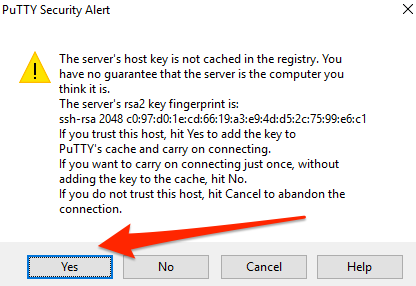 PuTTY Security Alert
The server's host key is not cached in the registry. You
have no guarantee that the server is the computer you
think it is.
The server's rsa2 key fingerprint is:
ssh-rsa 2048 c0:97:d0:1e:cd:66:19:a3:e9:4d:d5:2c:75:99:e6:c1
If you trust this host, hit Yes to add the key to
PuTTY's cache and carry on connecting.
If you want to carry on connecting just once, without
adding the key to the cache, hit No.
If you do not trust this host, hit Cancel to abandon the
connection.
Yes No Cancel Help